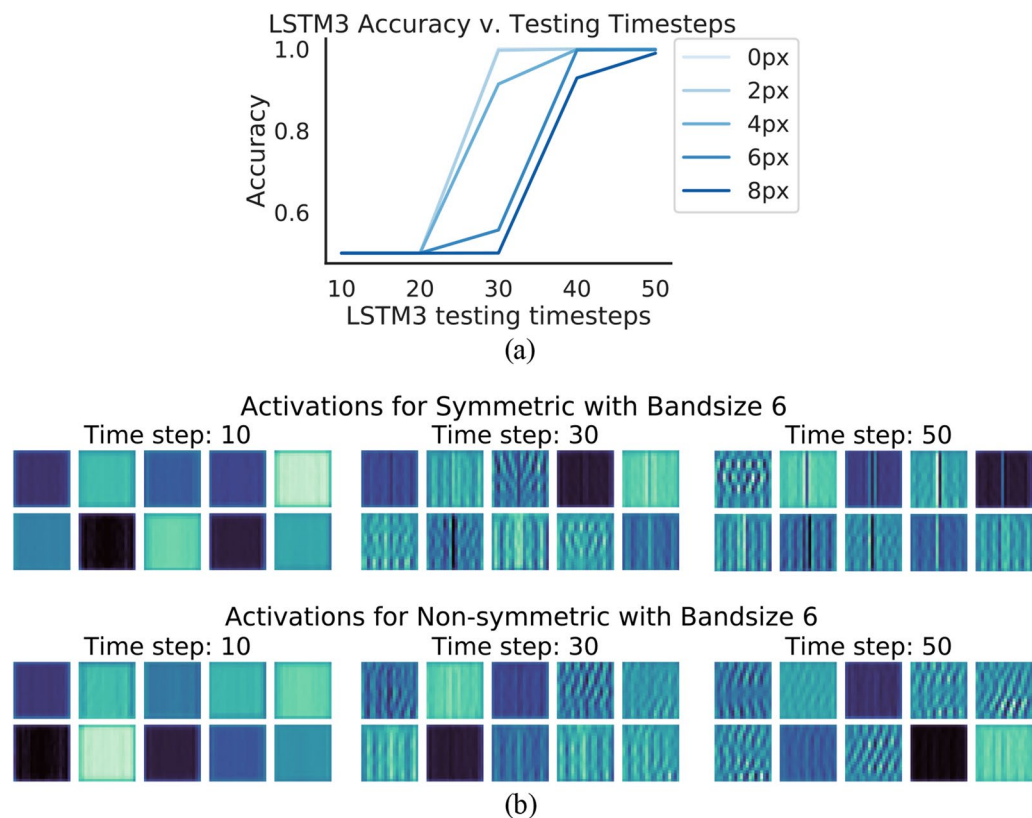 LSTM3 Accuracy v. Testing Timesteps
1.0
0.8
0.6
Accuracy
10 20 30 40 50
LSTM3 testing timesteps
0px
2px
4px
6px
8px
(a)
Activations for Symmetric with Bandsize 6
Time step: 10 Time step: 30 Time step: 50
Activations for Non-symmetric with Bandsize 6
Time step: 10 Time step: 30 Time step: 50
(b)